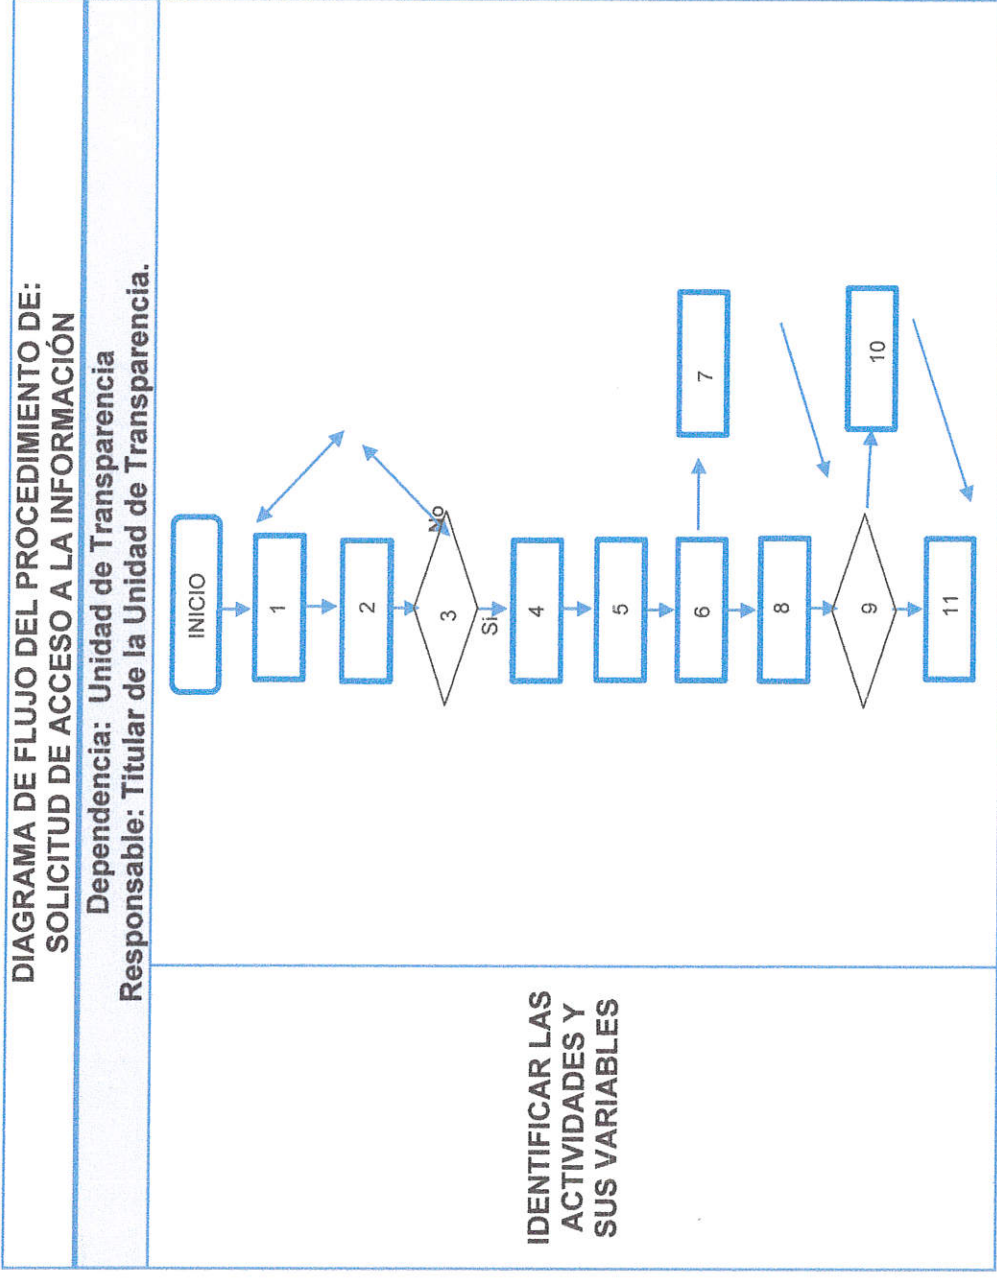 DIAGRAMA DE FLUJO DEL PROCEDIMIENTO DE:
SOLICITUD DE ACCESO A LA INFORMACIÓN
Dependencia: Unidad de Transparencia
Responsable: Titular de la Unidad de Transparencia.
IDENTIFICAR LAS
ACTIVIDADES Y
SUS VARIABLES
INICIO
1
2
3
No
Si
4
5
6
7
8
9
10
11